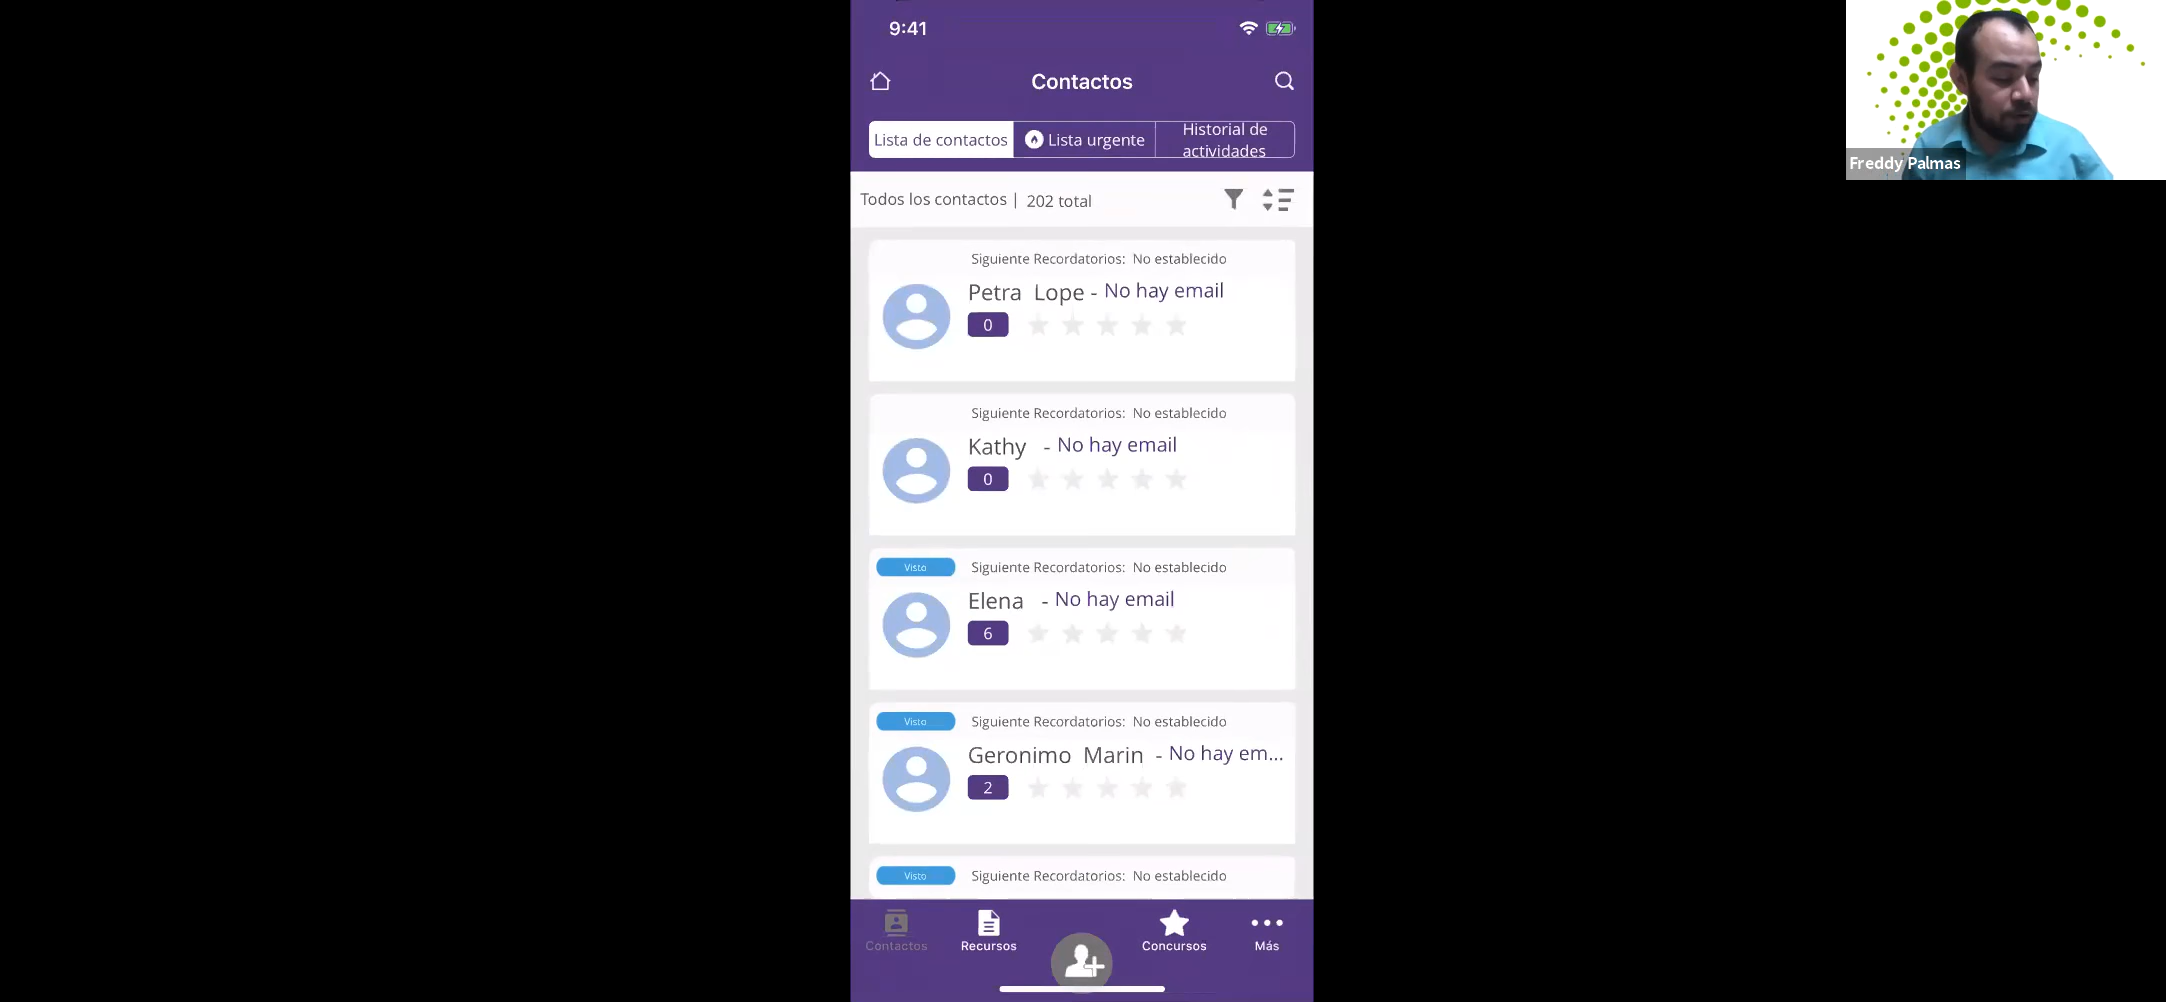 9:41
Contactos
Lista de contactos
Lista urgente
Historial de
actividades
Todos los contactos | 202 total
Siguiente Recordatorios: No establecido
Petra Lope - No hay email
0
Siguiente Recordatorios: No establecido
Kathy - No hay email
0
Visto
Siguiente Recordatorios: No establecido
Elena - No hay email
6
Visto
Siguiente Recordatorios: No establecido
Geronimo Marin - No hay em...
2
Visto
Siguiente Recordatorios: No establecido
Contactos
Recursos
Concursos
Más
Freddy Palmas